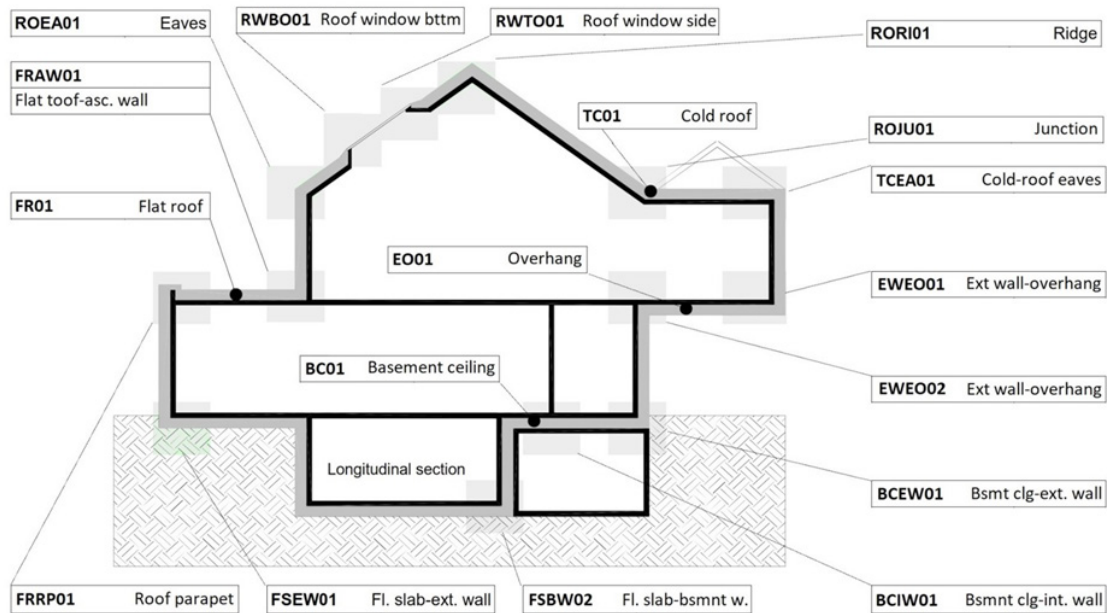 ROEA01 Eaves
RWBO01 Roof window bttm
RWTO01 Roof window side
RORI01 Ridge
FRAW01
Flat toof-asc. wall
TC01 Cold roof
ROJU01 Junction
TCEA01 Cold-roof eaves
FR01 Flat roof
EO01 Overhang
EWEO01 Ext wall-overhang
BC01 Basement ceiling
EWEO02 Ext wall-overhang
Longitudinal section
BCEW01 Bsmt clg-ext. wall
FRRP01 Roof parapet
FSEW01 Fl. slab-ext. wall
FSBW02 Fl. slab-bsmnt w.
BCIW01 Bsmnt clg-int. wall